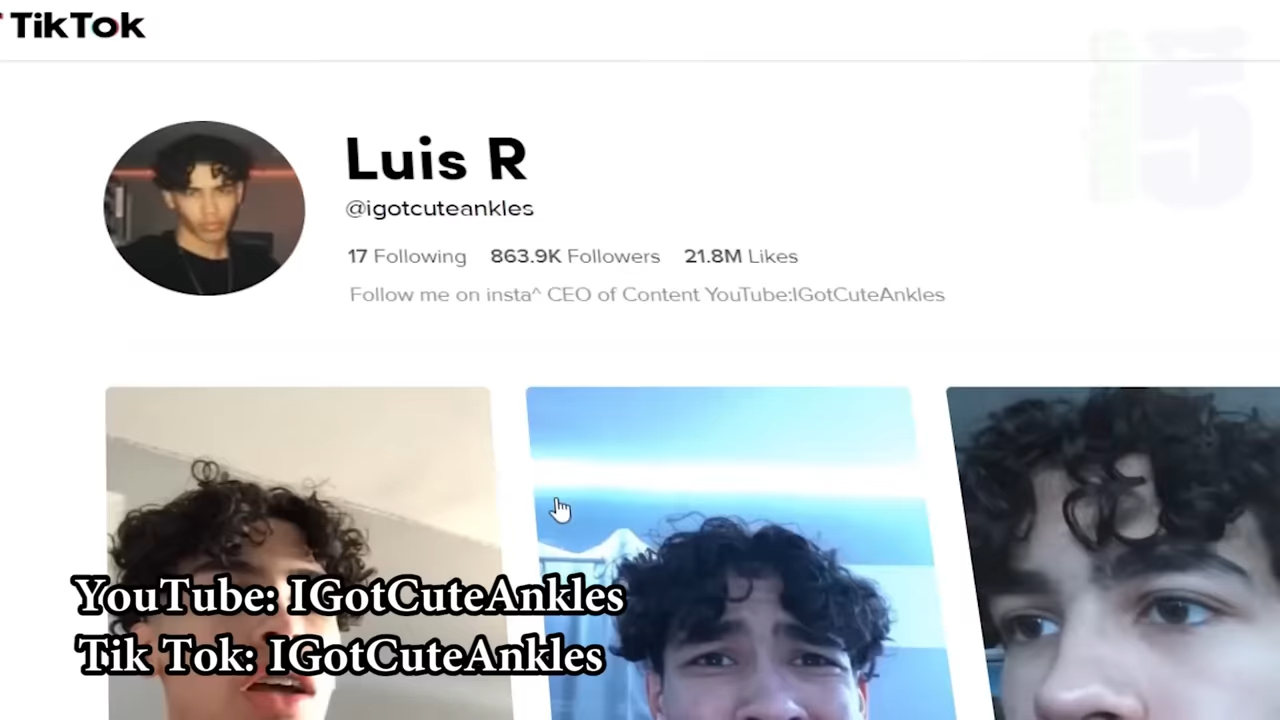 TikTok
Luis R
@igotcuteankles
17 Following 863.9K Followers 21.8M Likes
Follow me on insta^ CEO of Content YouTube:IGotCuteAnkles
YouTube: IGotCuteAnkles
Tik Tok: IGotCuteAnkles
5